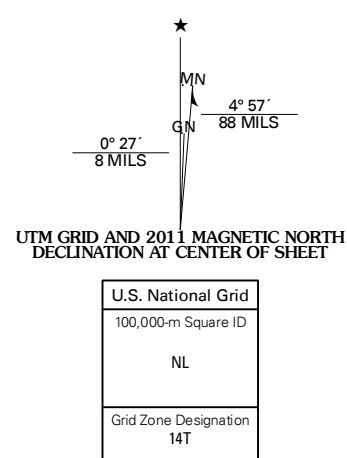 ★
MN
GN
4° 57´
88 MILS
0° 27´
8 MILS
UTM GRID AND 2011 MAGNETIC NORTH
DECLINATION AT CENTER OF SHEET
U.S. National Grid
100,000-m Square ID
NL
Grid Zone Designation
14T